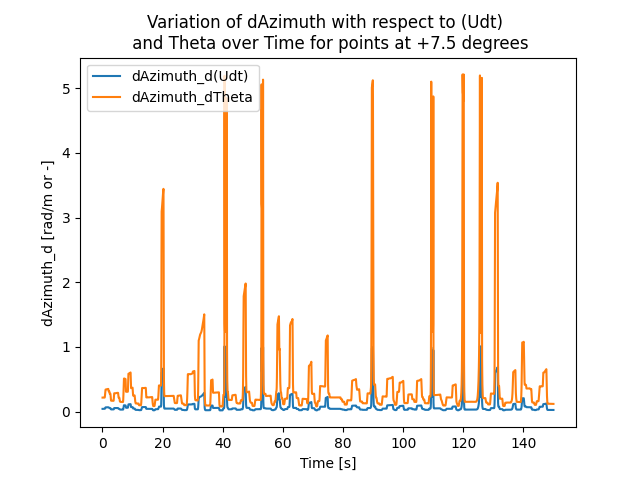 Variation of dAzimuth with respect to (Udt)
and Theta over Time for points at +7.5 degrees
dAzimuth_d(Udt)
dAzimuth_dTheta
dAzimuth_d [rad/m or -]
5
4
3
2
1
0
0 20 40 60 80 100 120 140
Time [s]